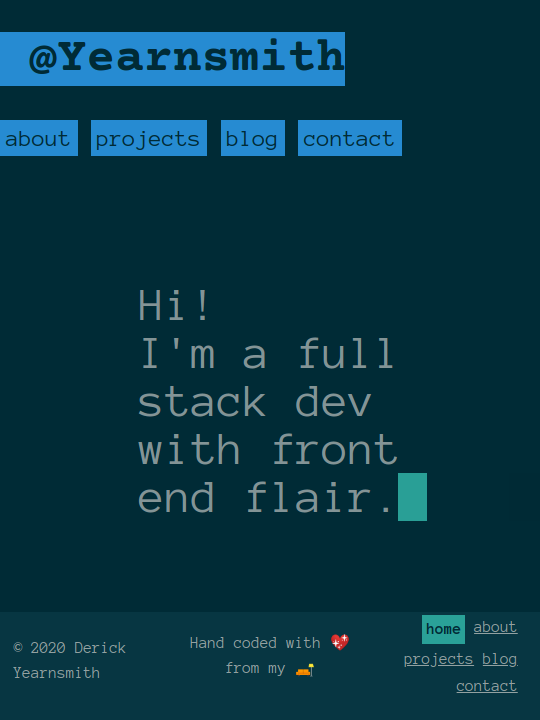 @Yearnsmith
about projects blog contact
Hi!
I'm a full
stack dev
with front
end flair.
© 2020 Derick
Yearnsmith
Hand coded with 💖
from my 🛋️
home about
projects blog
contact